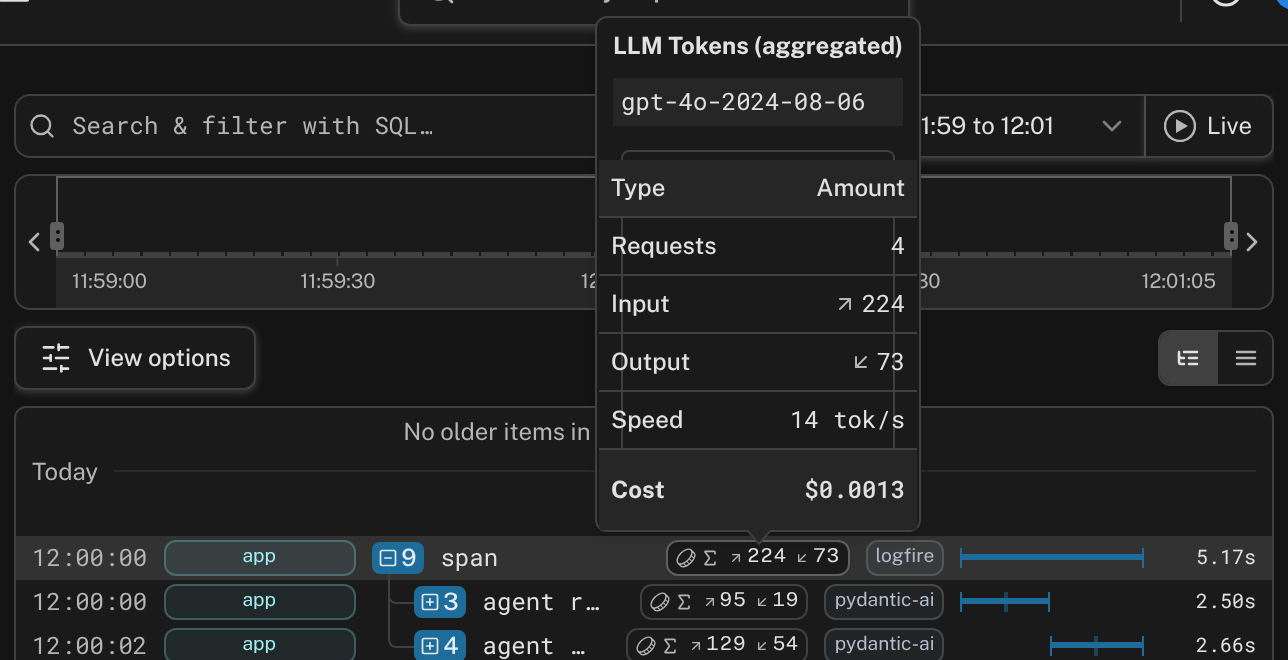 LLM Tokens (aggregated)
gpt-4o-2024-08-06
Search & filter with SQL…
1:59 to 12:01
Live
Type Amount
Requests 4
Input 224
Output 73
Speed 14 tok/s
Cost $0.0013
11:59:00 11:59:30 12 30 12:01:05
View options
No older items in
Today
12:00:00 app 9 span Σ 224 73 logfire 5.17s
12:00:00 app 3 agent r… Σ 95 19 pydantic-ai 2.50s
12:00:02 app 4 agent … Σ 129 54 pydantic-ai 2.66s